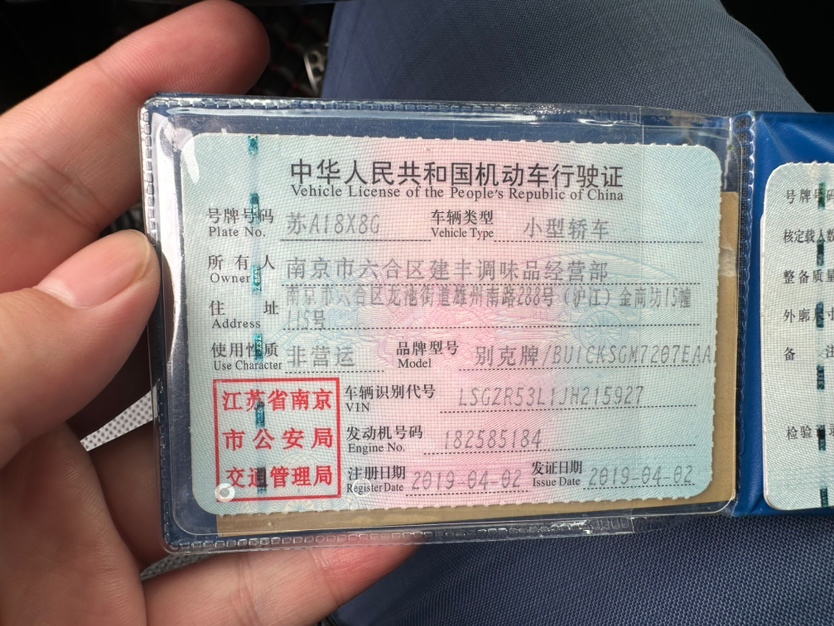 中华人民共和国机动车行驶证
Vehicle License of the People's Republic of China
号牌号码 苏A18X8G 车辆类型 小型轿车
Plate No. Vehicle Type
所有人 南京市六合区建丰调味品经营部
Owner
住址 南京市六合区龙池街道雄州南路288号（沪江）金商坊15幢
Address 115号
使用性质 非营运 品牌型号 别克牌/BUICKSGM7207EAA
Use Character Model
江苏省南京
市公安局
交通管理局
车辆识别代号 LSGZR53L1JH215927
VIN
发动机号码 182585184
Engine No.
注册日期 2019-04-02 发证日期 2019-04-02
Register Date Issue Date
号牌号码
核定载人数
整备质量
外廓尺寸
备 注
检验记录